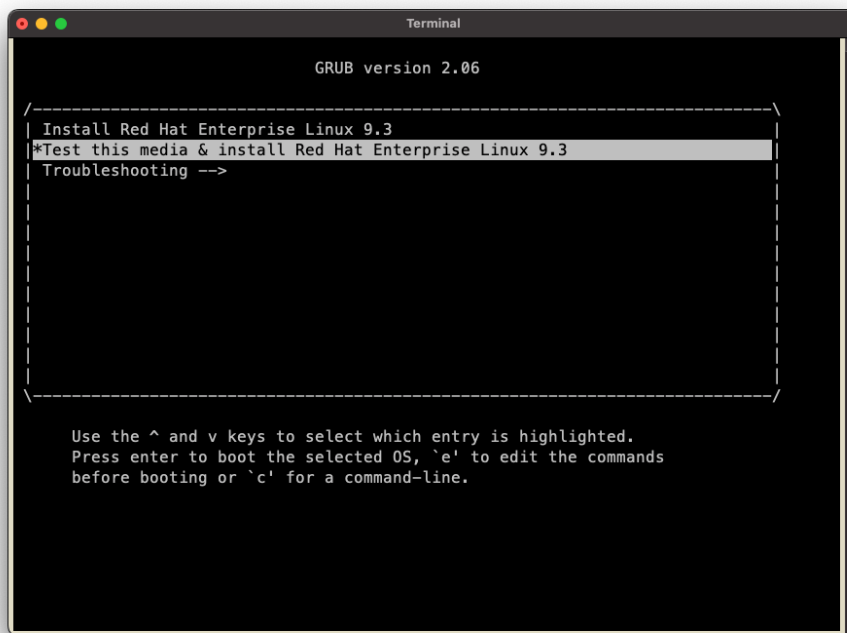 Terminal
GRUB version 2.06
Install Red Hat Enterprise Linux 9.3
*Test this media & install Red Hat Enterprise Linux 9.3
Troubleshooting -->
Use the ^ and v keys to select which entry is highlighted.
Press enter to boot the selected OS, `e' to edit the commands
before booting or `c' for a command-line.